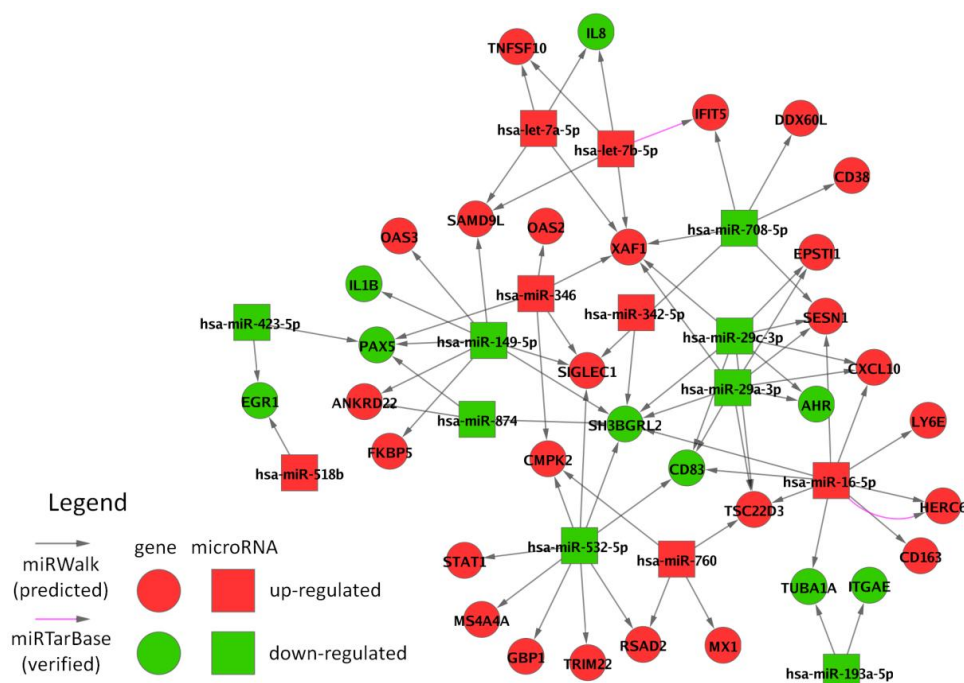 IL8
TNFSF10
IFIT5
DDX60L
hsa-let-7a-5p
hsa-let-7b-5p
CD38
SAMD9L
OAS2
OAS3
XAF1
hsa-miR-708-5p
EPSTI1
IL1B
hsa-miR-346
hsa-miR-342-5p
SESN1
hsa-miR-423-5p
PAX5
hsa-miR-149-5p
hsa-miR-29c-3p
SIGLEC1
CXCL10
hsa-miR-29a-3p
EGR1
ANKRD22
AHR
hsa-miR-874
SH3BGRL2
LY6E
FKBP5
CMPK2
CD83
hsa-miR-518b
hsa-miR-16-5p
TSC22D3
HERC6
hsa-miR-532-5p
hsa-miR-760
CD163
STAT1
TUBA1A
ITGAE
MS4A4A
GBP1
TRIM22
RSAD2
MX1
hsa-miR-193a-5p
Legend
miRWalk
(predicted)
gene
microRNA
up-regulated
miRTarBase
(verified)
down-regulated